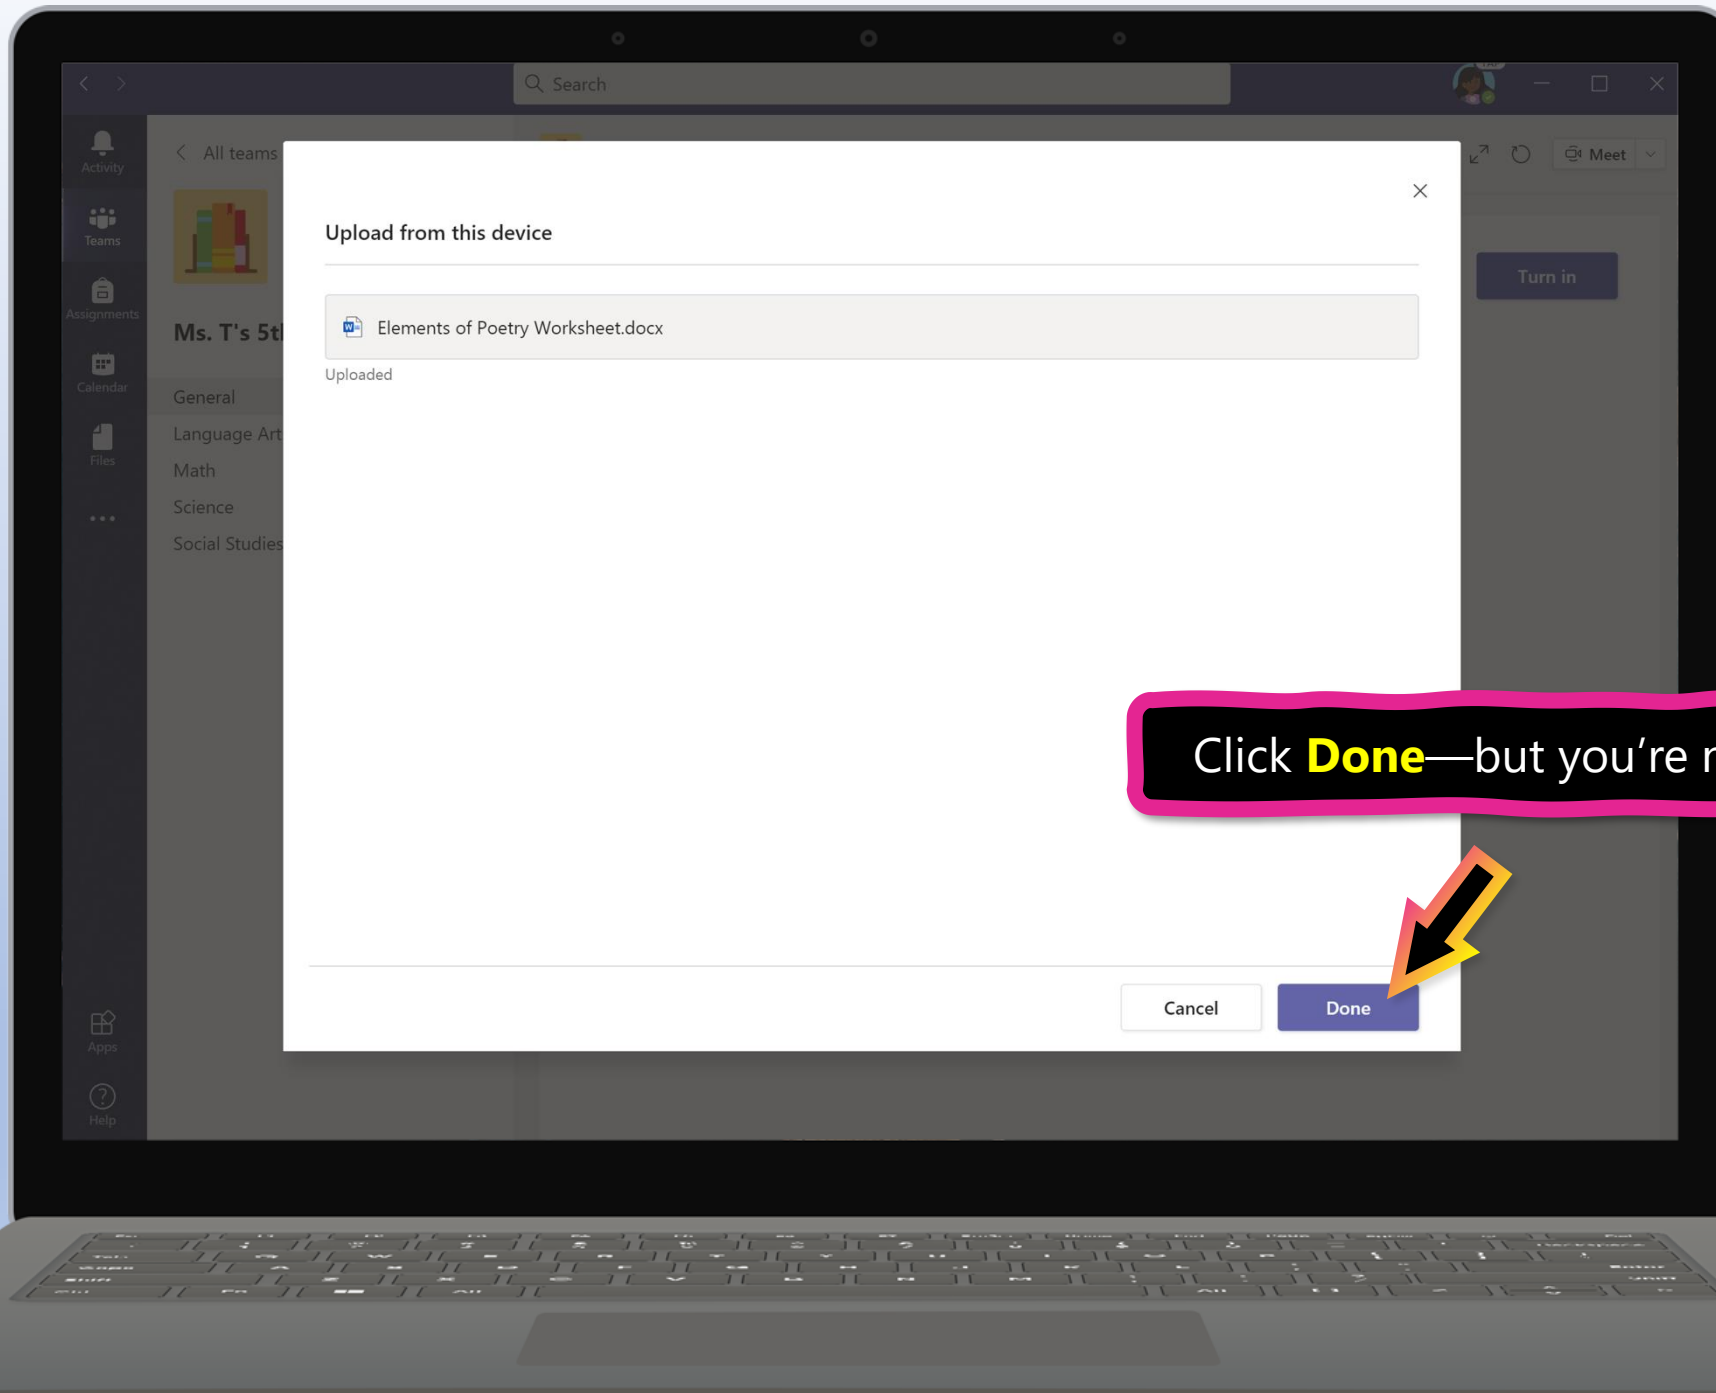 Search
Activity
All teams
Meet
Teams
Upload from this device
Turn in
Assignments
Ms. T's 5t
Elements of Poetry Worksheet.docx
Uploaded
Calendar
General
Language Art
Files
Math
Science
Social Studies
Click Done—but you're
Cancel
Done
Apps
Help